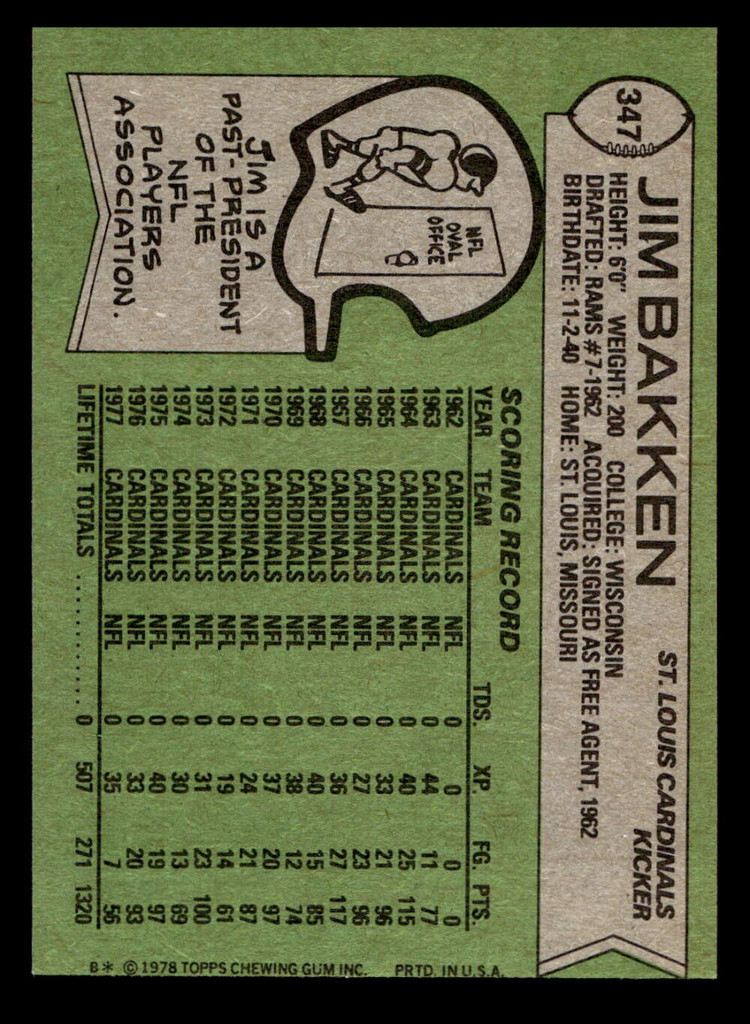 347
JIM BAKKEN
ST. LOUIS CARDINALS
KICKER
HEIGHT: 6'0" WEIGHT: 200 COLLEGE: WISCONSIN
DRAFTED: RAMS #7-1962 ACQUIRED: SIGNED AS FREE AGENT, 1962
BIRTHDATE: 11-2-40 HOME: ST. LOUIS, MISSOURI
NFL
OVAL
OFFICE
JIM IS A
PAST-PRESIDENT
OF THE
NFL
PLAYERS
ASSOCIATION.
SCORING RECORD
YEAR TEAM TDS. XP. FG. PTS.
1962 CARDINALS NFL 0 0 0 0
1963 CARDINALS NFL 0 44 11 77
1964 CARDINALS NFL 0 40 25 115
1965 CARDINALS NFL 0 33 21 96
1966 CARDINALS NFL 0 27 23 96
1967 CARDINALS NFL 0 36 27 117
1968 CARDINALS NFL 0 40 15 85
1969 CARDINALS NFL 0 38 12 74
1970 CARDINALS NFL 0 37 20 97
1971 CARDINALS NFL 0 24 21 87
1972 CARDINALS NFL 0 19 14 61
1973 CARDINALS NFL 0 31 23 100
1974 CARDINALS NFL 0 30 13 69
1975 CARDINALS NFL 0 40 19 97
1976 CARDINALS NFL 0 33 20 93
1977 CARDINALS NFL 0 35 7 56
LIFETIME TOTALS ........... 0 507 271 1320
B* © 1978 TOPPS CHEWING GUM INC. PRTD. IN U.S.A.